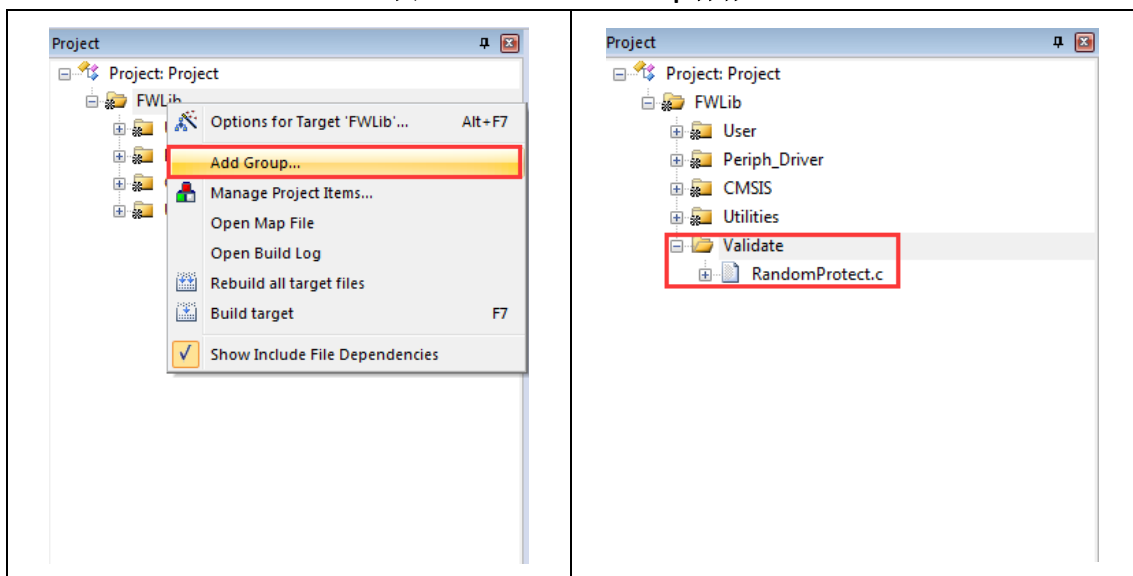 Project
Project: Project
FWLib
Options for Target 'FWLib'... Alt+F7
Add Group...
Manage Project Items...
Open Map File
Open Build Log
Rebuild all target files
Build target F7
Show Include File Dependencies
Project
Project: Project
FWLib
User
Periph_Driver
CMSIS
Utilities
Validate
RandomProtect.c